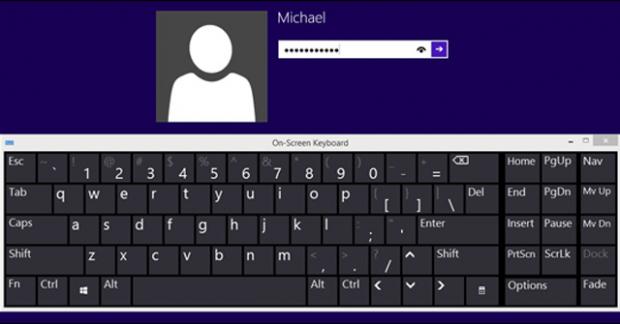 Michael
•••••••••••
On-Screen Keyboard
Esc ~ ` ! 1 @ 2 # 3 $ 4 % 5 ^ 6 & 7 * 8 ( 9 ) 0 _ - + = Home PgUp Nav
Tab q w e r t y u i o p { [ } ] | \ Del End PgDn Mv Up
Caps a s d f g h j k l : ; " ' Enter Insert Pause Mv Dn
Shift z x c v b n m < , > . ? / Shift PrtScn ScrLk Dock
Fn Ctrl Alt Alt Ctrl Options Fade